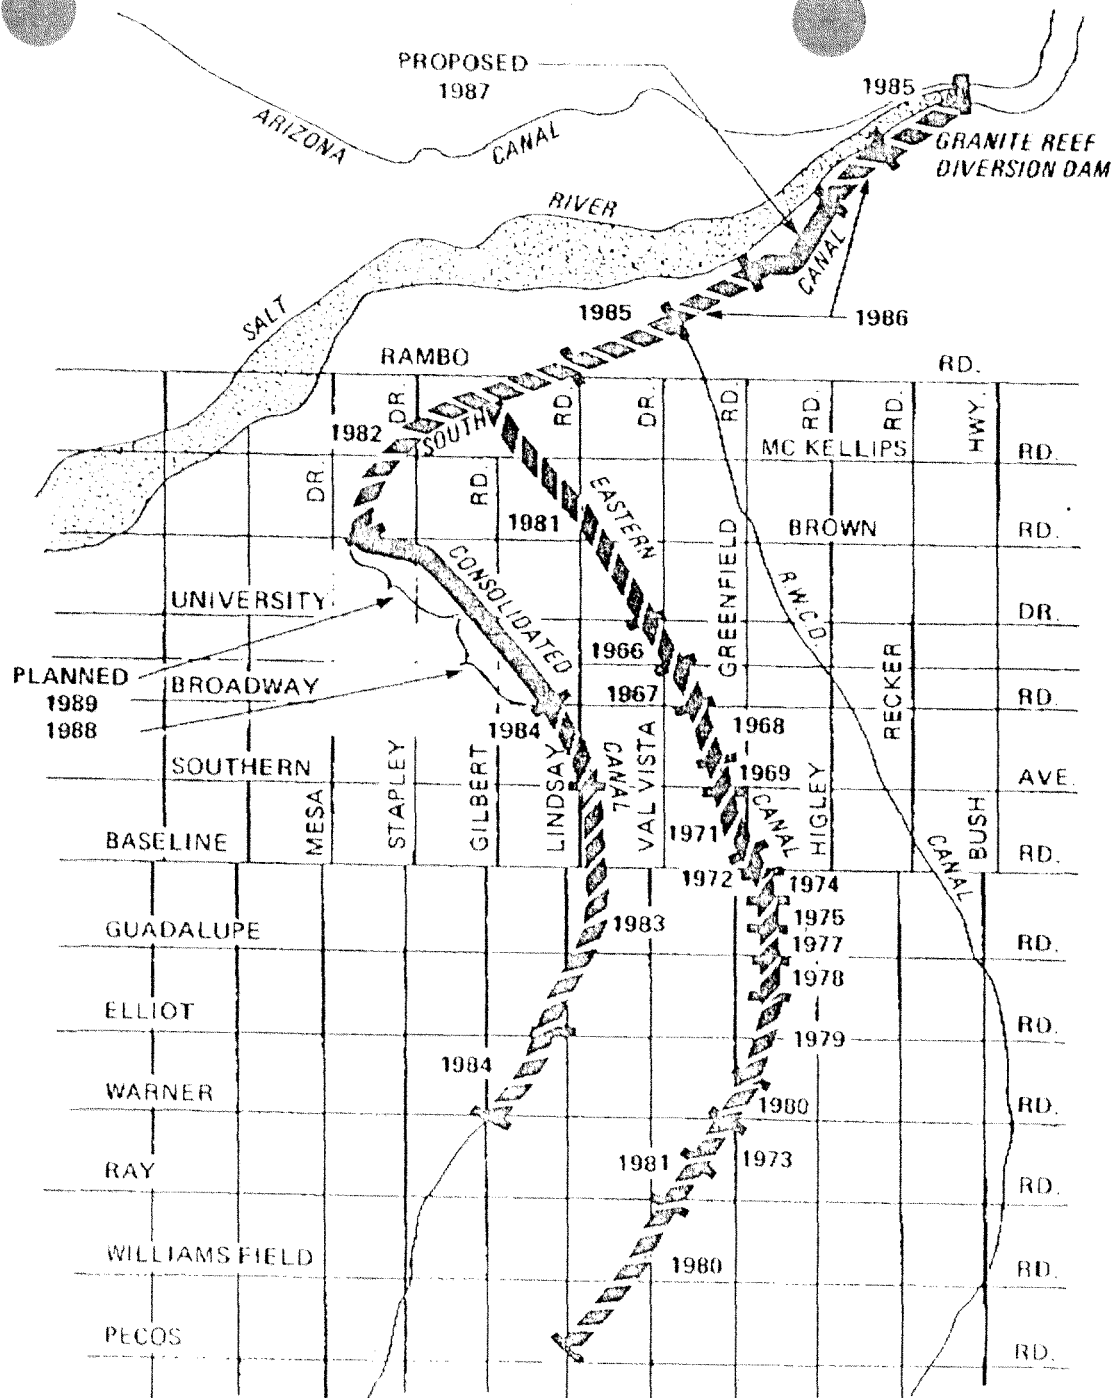 PROPOSED
1987
1985
ARIZONA
CANAL
GRANITE REEF
DIVERSION DAM
RIVER
CANAL
SALT
1985
1986
RAMBO
RD.
DR.
RD.
DR.
RD.
RD.
RD.
HWY.
1982
SOUTH
MC KELLIPS
RD.
DR
RD.
1981
EASTERN
BROWN
RD.
CONSOLIDATED
GREENFIELD
R.W.C.D.
UNIVERSITY
DR.
1966
PLANNED
1989
1988
BROADWAY
1967
RECKER
RD.
1984
1968
SOUTHERN
CANAL
1969
AVE.
MESA
STAPLEY
GILBERT
LINDSAY
VAL VISTA
CANAL
HIGLEY
BUSH
BASELINE
1971
CANAL
RD.
1972
1974
1975
GUADALUPE
1983
1977
RD.
1978
ELLIOT
1979
RD.
1984
WARNER
1980
RD.
1981
1973
RAY
RD.
WILLIAMS FIELD
1980
RD.
PECOS
RD.